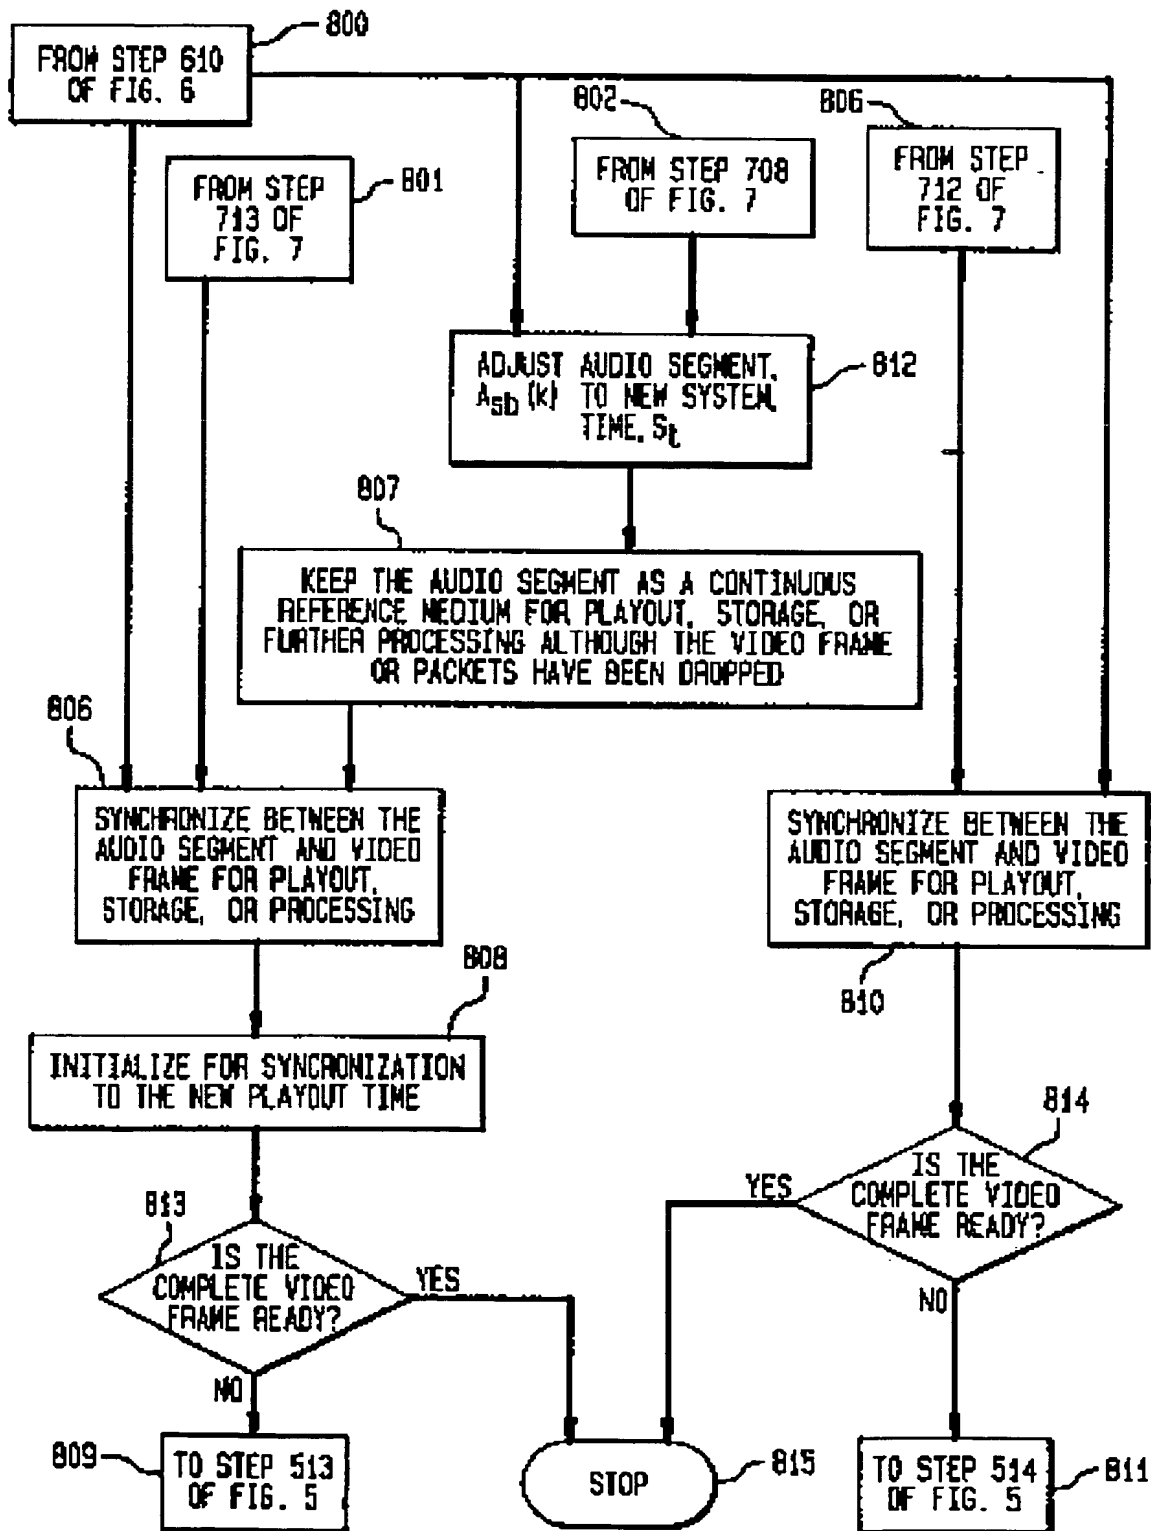 800
FROM STEP 610
OF FIG. 6
802
806
FROM STEP
713 OF
FIG. 7
801
FROM STEP 708
OF FIG. 7
FROM STEP
712 OF
FIG. 7
ADJUST AUDIO SEGMENT,
Asb (k) TO NEW SYSTEM,
TIME, St
812
807
KEEP THE AUDIO SEGMENT AS A CONTINUOUS
REFERENCE MEDIUM FOR PLAYOUT, STORAGE, OR
FURTHER PROCESSING ALTHOUGH THE VIDEO FRAME
OR PACKETS HAVE BEEN DROPPED
806
SYNCHRONIZE BETWEEN THE
AUDIO SEGMENT AND VIDEO
FRAME FOR PLAYOUT,
STORAGE, OR PROCESSING
SYNCHRONIZE BETWEEN THE
AUDIO SEGMENT AND VIDEO
FRAME FOR PLAYOUT,
STORAGE, OR PROCESSING
810
808
INITIALIZE FOR SYNCRONIZATION
TO THE NEW PLAYOUT TIME
814
IS THE
COMPLETE VIDEO
FRAME READY?
YES
NO
813
IS THE
COMPLETE VIDEO
FRAME READY?
YES
NO
809
TO STEP 513
OF FIG. 5
STOP
815
TO STEP 514
OF FIG. 5
811